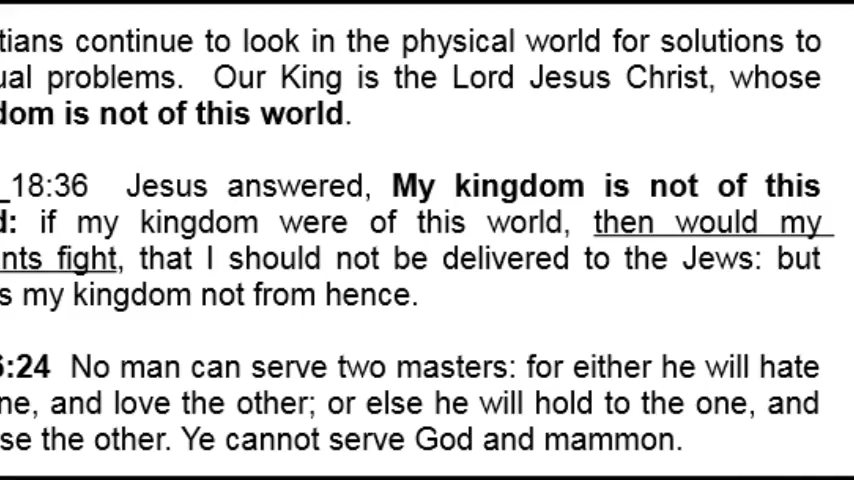 tians continue to look in the physical world for solutions to
ual problems. Our King is the Lord Jesus Christ, whose
dom is not of this world.
18:36 Jesus answered, My kingdom is not of this
d: if my kingdom were of this world, then would my
nts fight, that I should not be delivered to the Jews: but
s my kingdom not from hence.
6:24 No man can serve two masters: for either he will hate
ne, and love the other; or else he will hold to the one, and
se the other. Ye cannot serve God and mammon.